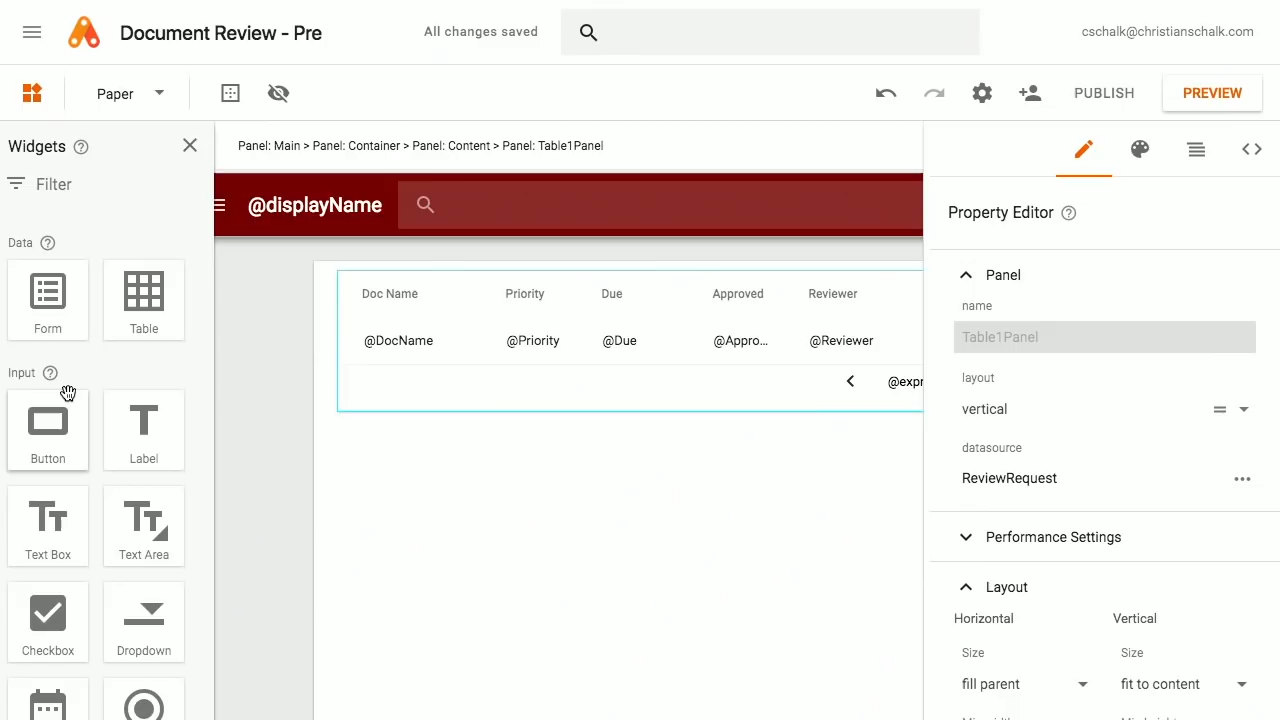 Document Review - Pre
All changes saved
cschalk@christianschalk.com
Paper
PUBLISH
PREVIEW
Widgets
Filter
Data
Form
Table
Input
Button
Label
Text Box
Text Area
Checkbox
Dropdown
Panel: Main > Panel: Container > Panel: Content > Panel: Table1Panel
@displayName
Doc Name Priority Due Approved Reviewer
@DocName @Priority @Due @Appro... @Reviewer
@expr
Property Editor
Panel
name
Table1Panel
layout
vertical
datasource
ReviewRequest
Performance Settings
Layout
Horizontal Vertical
Size Size
fill parent fit to content